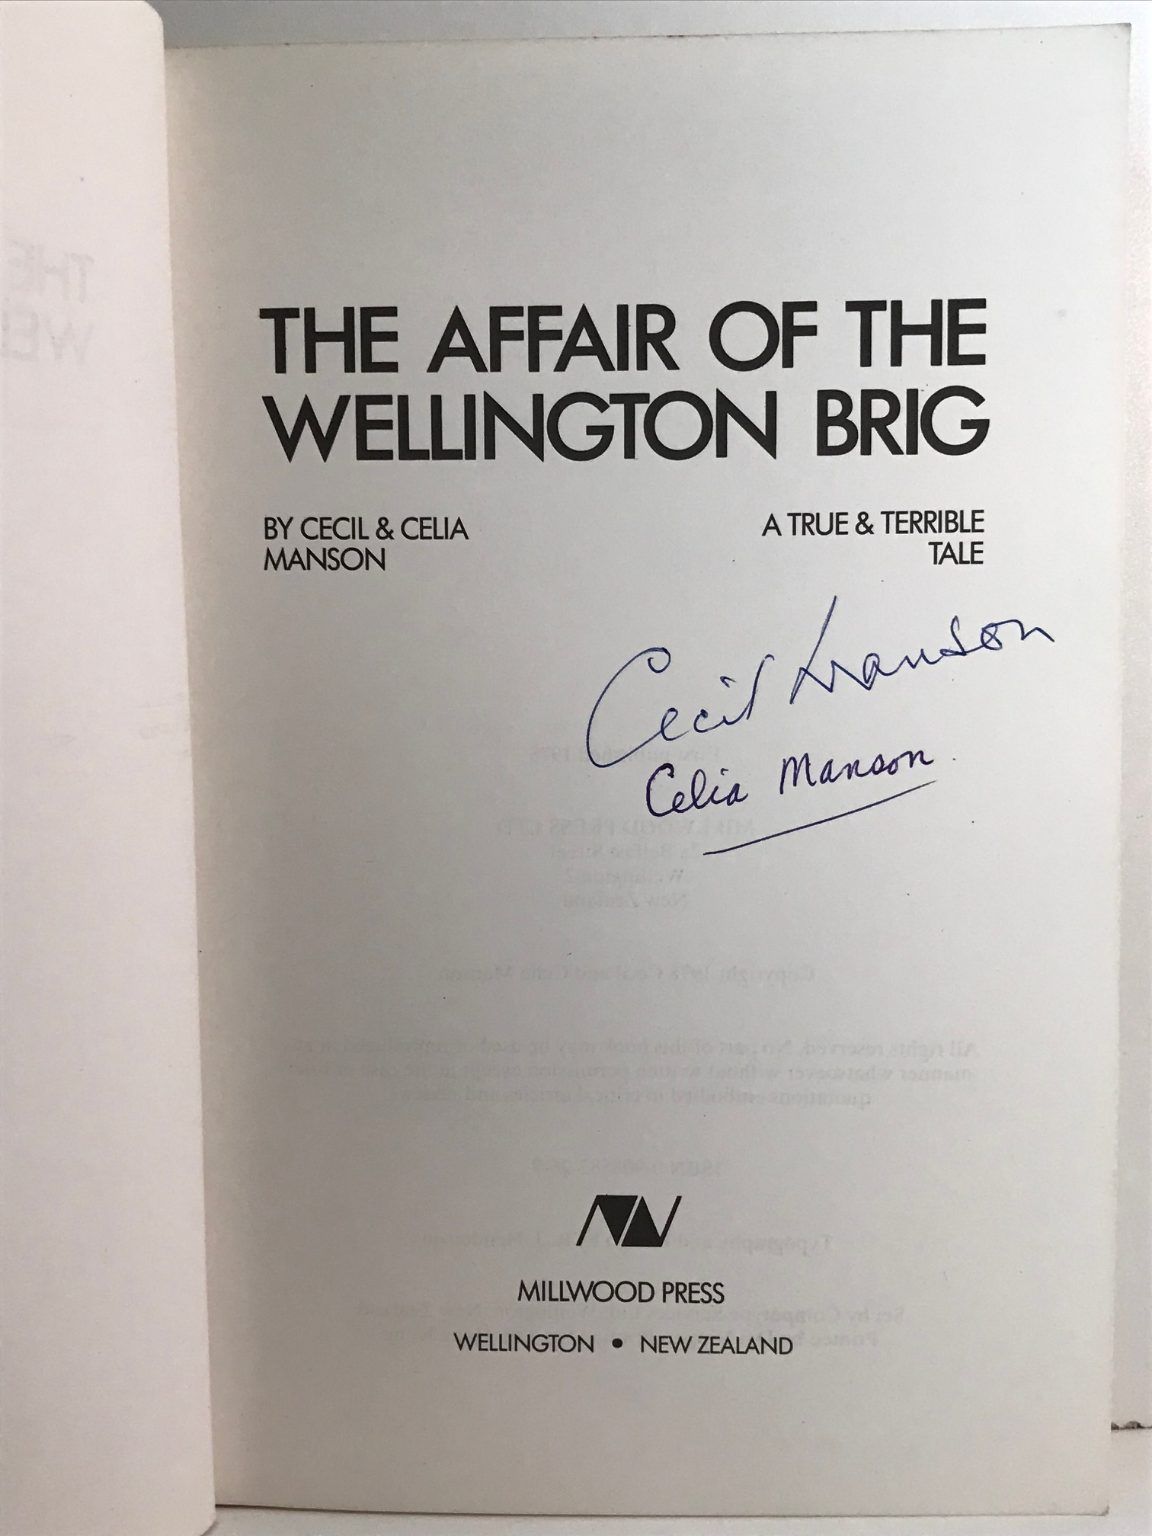 THE AFFAIR OF THE
WELLINGTON BRIG
BY CECIL & CELIA
MANSON
A TRUE & TERRIBLE
TALE
Cecil Manson
Celia Manson
MILLWOOD PRESS
WELLINGTON • NEW ZEALAND